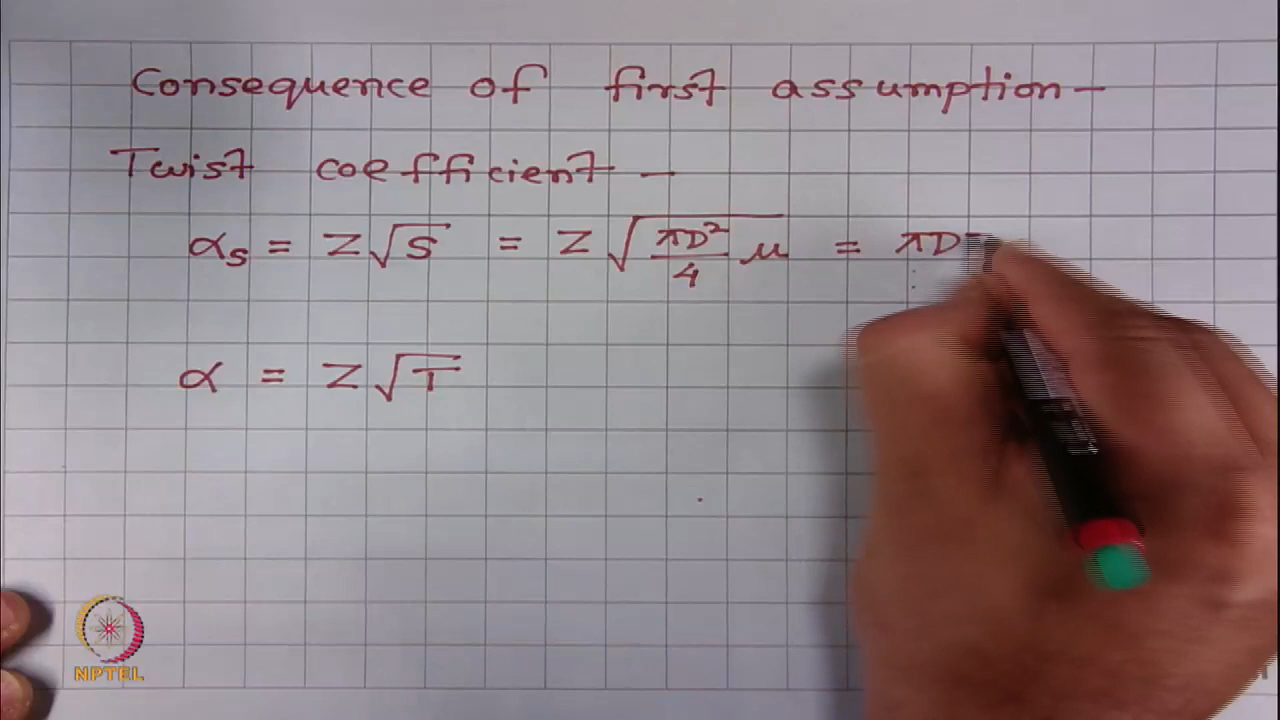 Consequence of first assumption -
Twist coefficient -
αₛ = Z√S = Z√(πD²/4 μ) = πD
α = Z√T
NPTEL